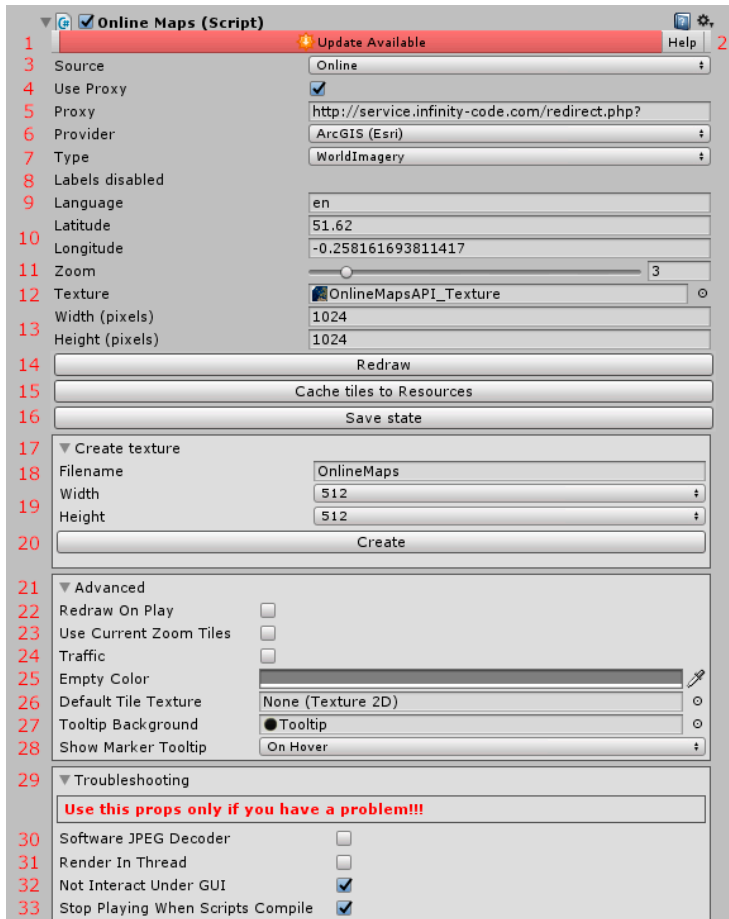 Online Maps (Script)
1 Update Available Help 2
3 Source Online
4 Use Proxy
5 Proxy http://service.infinity-code.com/redirect.php?
6 Provider ArcGIS (Esri)
7 Type WorldImagery
8 Labels disabled
9 Language en
Latitude 51.62
10
Longitude -0.258161693811417
11 Zoom 3
12 Texture OnlineMapsAPI_Texture
Width (pixels) 1024
13
Height (pixels) 1024
14 Redraw
15 Cache tiles to Resources
16 Save state
17 Create texture
18 Filename OnlineMaps
Width 512
19
Height 512
20 Create
21 Advanced
22 Redraw On Play
23 Use Current Zoom Tiles
24 Traffic
25 Empty Color
26 Default Tile Texture None (Texture 2D)
27 Tooltip Background Tooltip
28 Show Marker Tooltip On Hover
29 Troubleshooting
Use this props only if you have a problem!!!
30 Software JPEG Decoder
31 Render In Thread
32 Not Interact Under GUI
33 Stop Playing When Scripts Compile